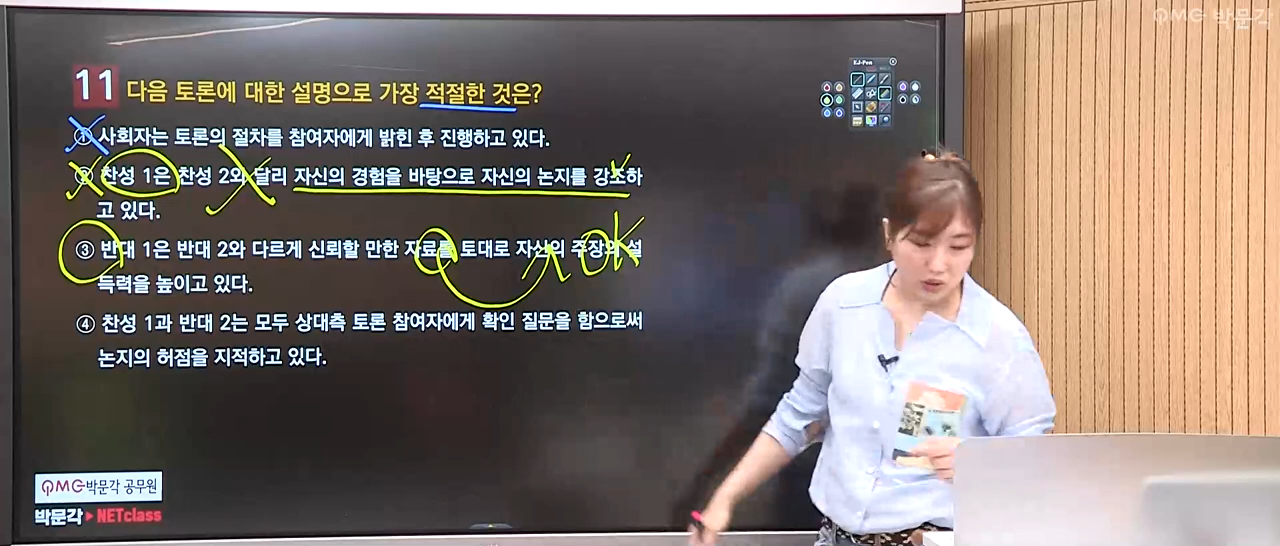 QMG 박문각
EJ-Pen
11 다음 토론에 대한 설명으로 가장 적절한 것은?
① 사회자는 토론의 절차를 참여자에게 밝힌 후 진행하고 있다.
② 찬성 1은 찬성 2와 달리 자신의 경험을 바탕으로 자신의 논지를 강조하
고 있다.
③ 반대 1은 반대 2와 다르게 신뢰할 만한 자료를 토대로 자신의 주장의 설
득력을 높이고 있다.
OK
④ 찬성 1과 반대 2는 모두 상대측 토론 참여자에게 확인 질문을 함으로써
논지의 허점을 지적하고 있다.
QMG박문각 공무원
박문각 NETclass